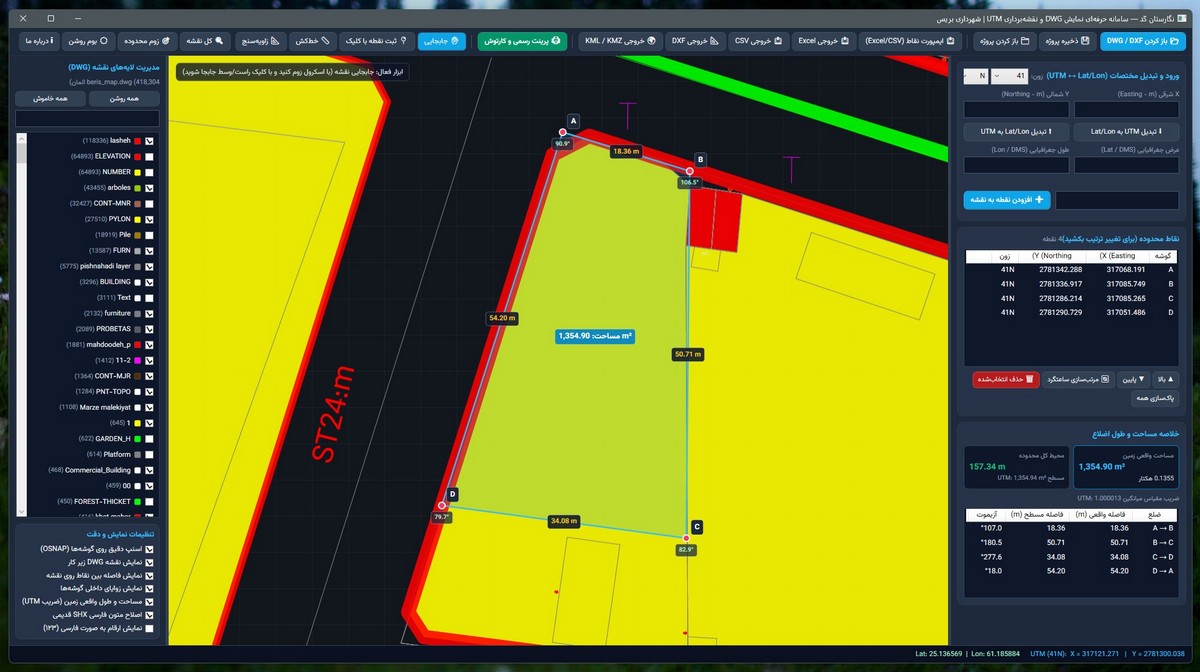 نگارستان کَد — سامانه حرفه‌ای نمایش DWG و نقشه‌برداری UTM | شهرداری بریس
باز کردن DWG / DXF
ذخیره پروژه
باز کردن پروژه
ایمپورت نقاط (Excel/CSV)
خروجی Excel
خروجی CSV
خروجی DXF
خروجی KML / KMZ
پرینت رسمی و کارتوش
جابجایی
ثبت نقطه با کلیک
خط‌کش
زاویه‌سنج
کل نقشه
زوم محدوده
بوم روشن
درباره ما
ورود و تبدیل مختصات (UTM ↔ Lat/Lon)
زون:
41
N
X شرقی (Easting - m)
Y شمالی (Northing - m)
تبدیل UTM به Lat/Lon
تبدیل Lat/Lon به UTM
عرض جغرافیایی (Lat / DMS)
طول جغرافیایی (Lon / DMS)
افزودن نقطه به نقشه
نقاط محدوده (برای تغییر ترتیب بکشید)
4 نقطه
گوشه X (Easting) Y (Northing) زون
A 317068.191 2781342.288 41N
B 317085.749 2781336.917 41N
C 317085.265 2781286.214 41N
D 317051.486 2781290.729 41N
▲ بالا
▼ پایین
مرتب‌سازی ساعتگرد
حذف انتخاب‌شده
پاک‌سازی همه
خلاصه مساحت و طول اضلاع
مساحت واقعی زمین
1,354.90 m²
0.1355 هکتار
محیط کل محدوده
157.34 m
مسطح UTM: 1,354.94 m²
ضریب مقیاس میانگین UTM: 1.000013
ضلع فاصله واقعی (m) فاصله مسطح (m) آزیموت
A → B 18.36 18.36 107.0°
B → C 50.71 50.71 180.5°
C → D 34.08 34.08 277.6°
D → A 54.20 54.20 18.0°
ابزار فعال: جابجایی نقشه (با اسکرول زوم کنید و با کلیک راست/وسط جابجا شوید)
A
90.9°
18.36 m
B
106.5°
54.20 m
مساحت: 1,354.90 m²
50.71 m
ST24:m
D
79.7°
34.08 m
C
82.9°
مدیریت لایه‌های نقشه (DWG)
beris_map.dwg (418,304 المان)
همه روشن
همه خاموش
lasheh (118336)
ELEVATION (64893)
NUMBER (64893)
arboles (43455)
CONT-MNR (32427)
PYLON (27510)
Pile (18919)
FURN (13587)
pishnahadi layer (5775)
BUILDING (3296)
Text (3111)
furniture (2132)
PROBETAS (2089)
mahdoodeh_p (1881)
11-2 (1412)
CONT-MJR (1364)
PNT-TOPO (1284)
Marze malekiyat (1108)
1 (645)
GARDEN_H (622)
Platform (614)
Commercial_Building (468)
00 (459)
FOREST-THICKET (450)
تنظیمات نمایش و دقت
اسنپ دقیق روی گوشه‌ها (OSNAP)
نمایش نقشه DWG زیر کار
نمایش فاصله بین نقاط روی نقشه
نمایش زوایای داخلی گوشه‌ها
مساحت و طول واقعی زمین (ضریب UTM)
اصلاح متون فارسی SHX قدیمی
نمایش ارقام به صورت فارسی (۱۲۳)
Lat: 25.136569 | Lon: 61.185884
UTM (41N): X = 317121.271 | Y = 2781300.038